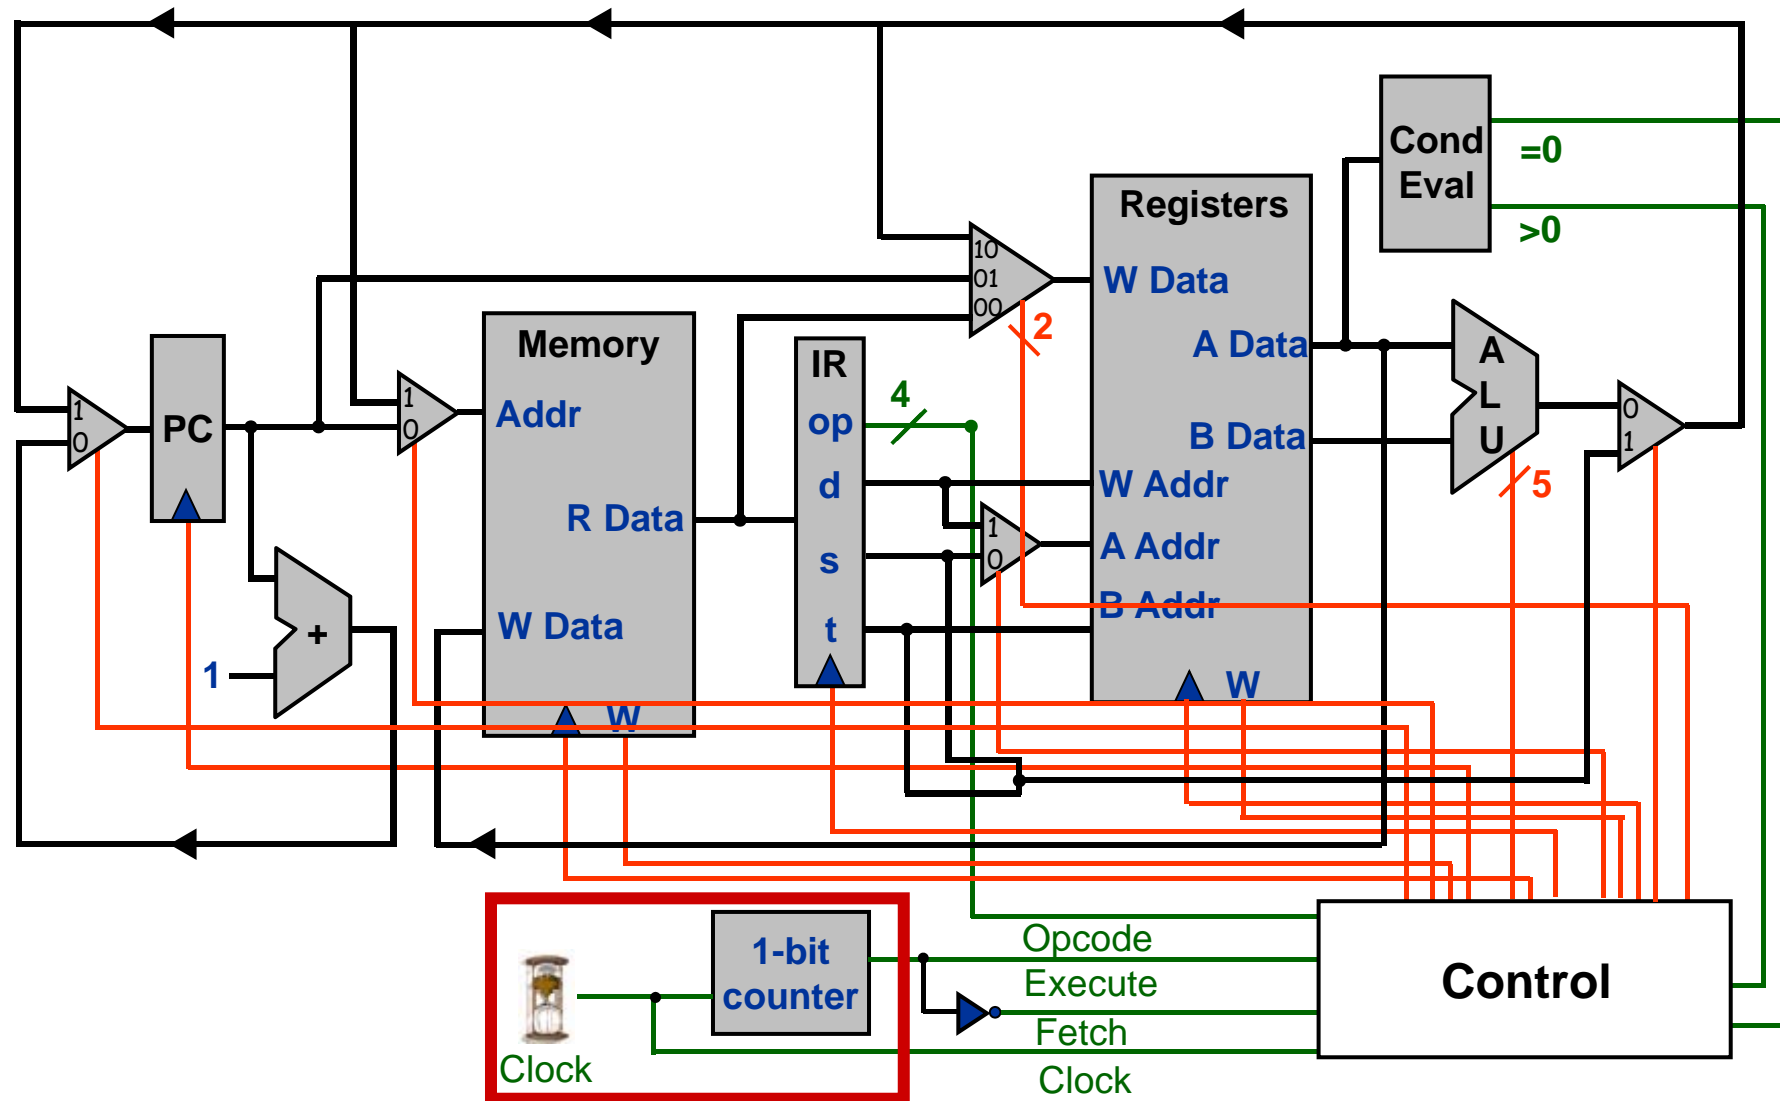 Cond
Eval
=0
>0
Registers
10
01
00
W Data
2
A Data
A
L
U
B Data
0
1
5
W Addr
1
0
A Addr
B Addr
W
Memory
Addr
R Data
W Data
W
IR
op
4
d
s
t
1
0
PC
1
0
+
1
1-bit
counter
Clock
Opcode
Execute
Fetch
Clock
Control